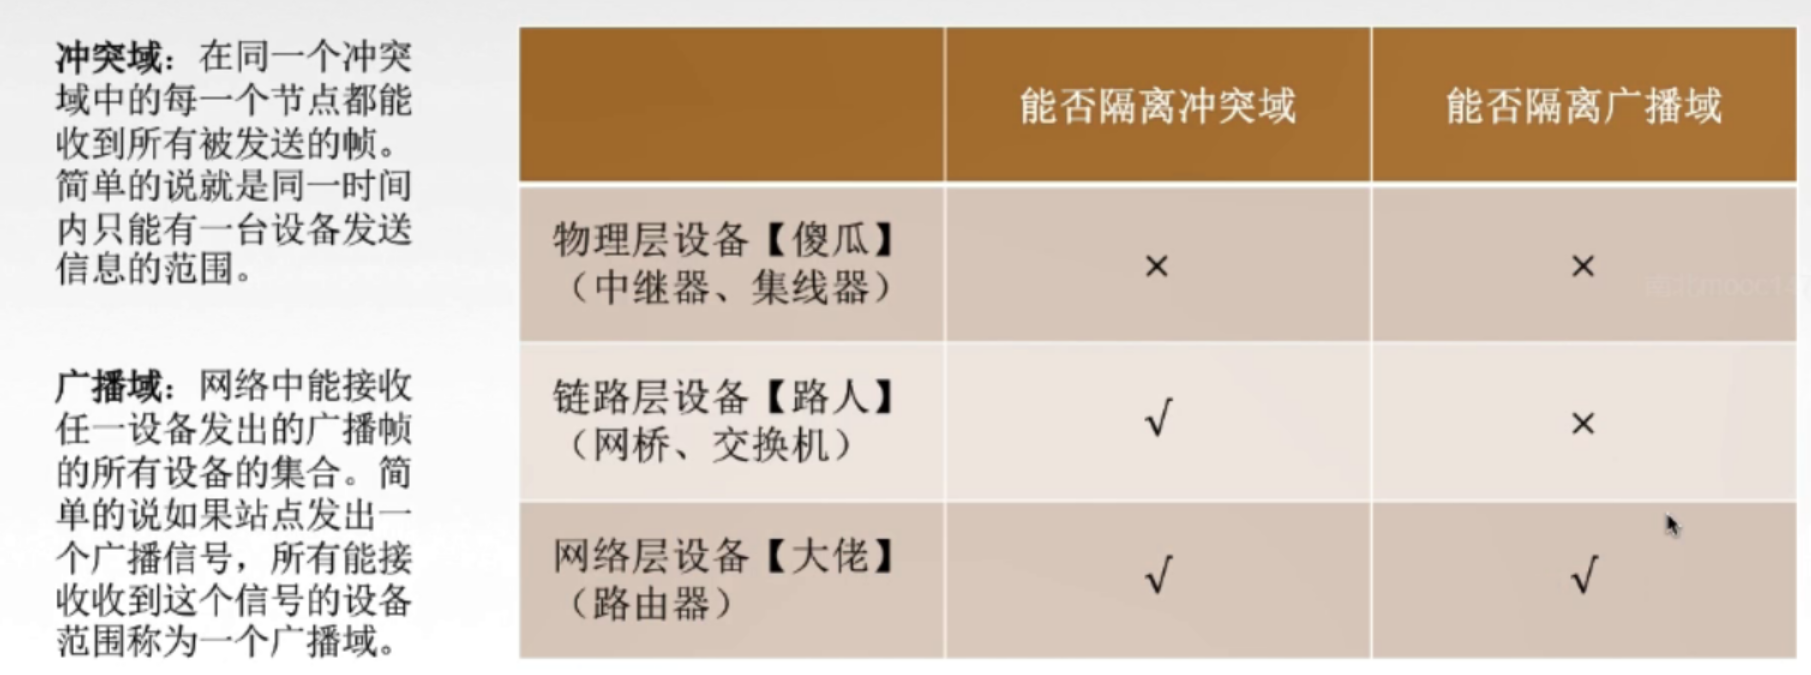 冲突域：在同一个冲突
域中的每一个节点都能
收到所有被发送的帧。
简单的说就是同一时间
内只能有一台设备发送
信息的范围。
广播域：网络中能接收
任一设备发出的广播帧
的所有设备的集合。简
单的说如果站点发出一
个广播信号，所有能接
收收到这个信号的设备
范围称为一个广播域。
能否隔离冲突域 能否隔离广播域
物理层设备【傻瓜】
（中继器、集线器）
× ×
链路层设备【路人】
（网桥、交换机）
√ ×
网络层设备【大佬】
（路由器）
√ √